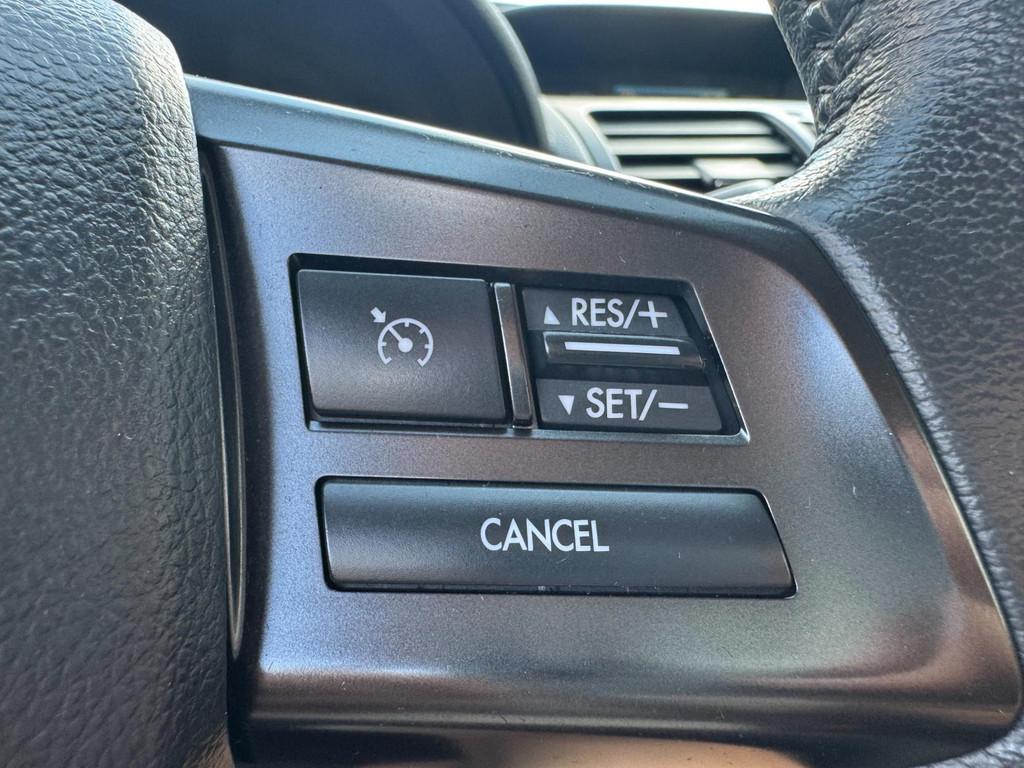 ▲ RES/+
▼ SET/−
CANCEL